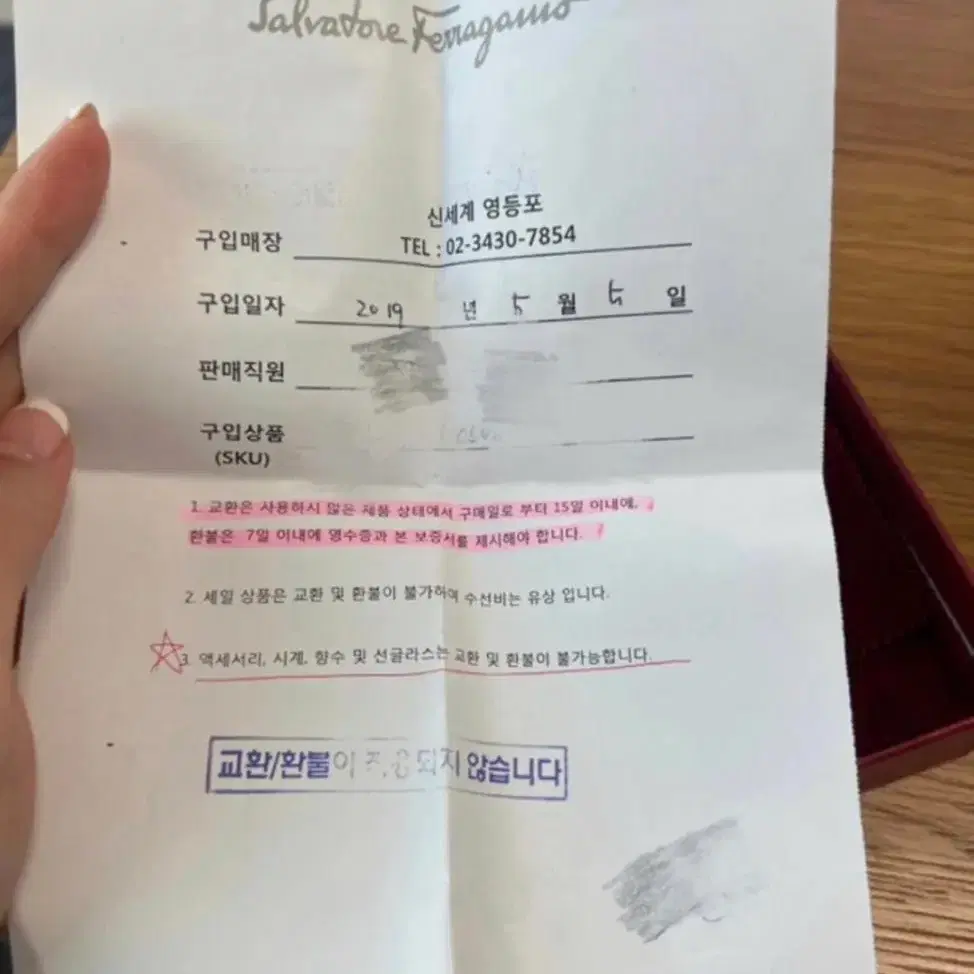 Salvatore Ferragamo
신세계 영등포
구입매장 TEL : 02-3430-7854
구입일자 2019 년 5 월 5 일
판매직원
구입상품
(SKU)
1. 교환은 사용하시 않은 제품 상태에서 구매일로 부터 15일 이내에,
환불은 7일 이내에 영수증과 본 보증서를 제시해야 합니다.
2. 세일 상품은 교환 및 환불이 불가하며 수선비는 유상 입니다.
3. 액세서리, 시계, 향수 및 선글라스는 교환 및 환불이 불가능합니다.
교환/환불이 적용되지 않습니다